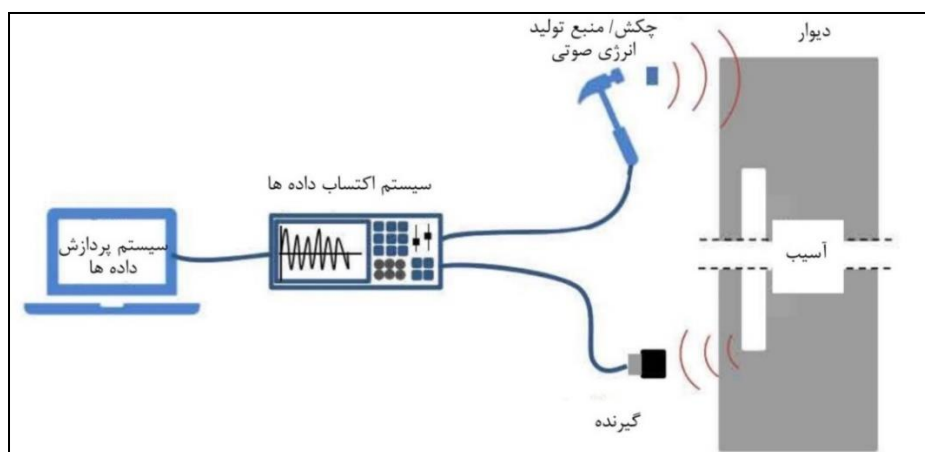 دیوار
چکش/ منبع تولید
انرژی صوتی
سیستم اکتساب داده ها
سیستم پردازش
داده ها
آسیب
گیرنده